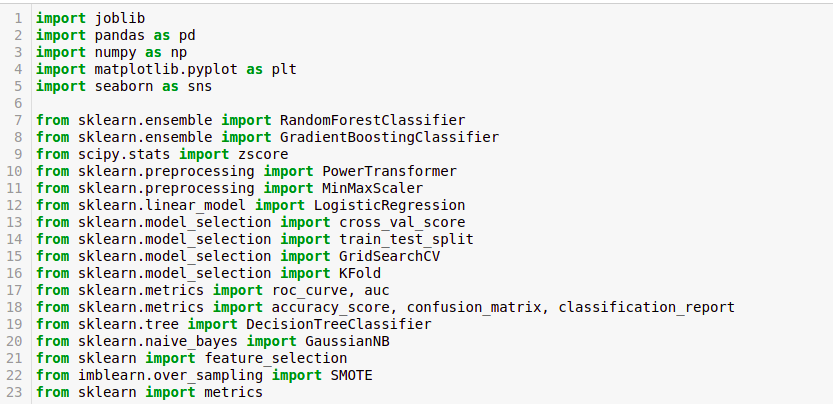 1 import joblib
2 import pandas as pd
3 import numpy as np
4 import matplotlib.pyplot as plt
5 import seaborn as sns
6
7 from sklearn.ensemble import RandomForestClassifier
8 from sklearn.ensemble import GradientBoostingClassifier
9 from scipy.stats import zscore
10 from sklearn.preprocessing import PowerTransformer
11 from sklearn.preprocessing import MinMaxScaler
12 from sklearn.linear_model import LogisticRegression
13 from sklearn.model_selection import cross_val_score
14 from sklearn.model_selection import train_test_split
15 from sklearn.model_selection import GridSearchCV
16 from sklearn.model_selection import KFold
17 from sklearn.metrics import roc_curve, auc
18 from sklearn.metrics import accuracy_score, confusion_matrix, classification_report
19 from sklearn.tree import DecisionTreeClassifier
20 from sklearn.naive_bayes import GaussianNB
21 from sklearn import feature_selection
22 from imblearn.over_sampling import SMOTE
23 from sklearn import metrics